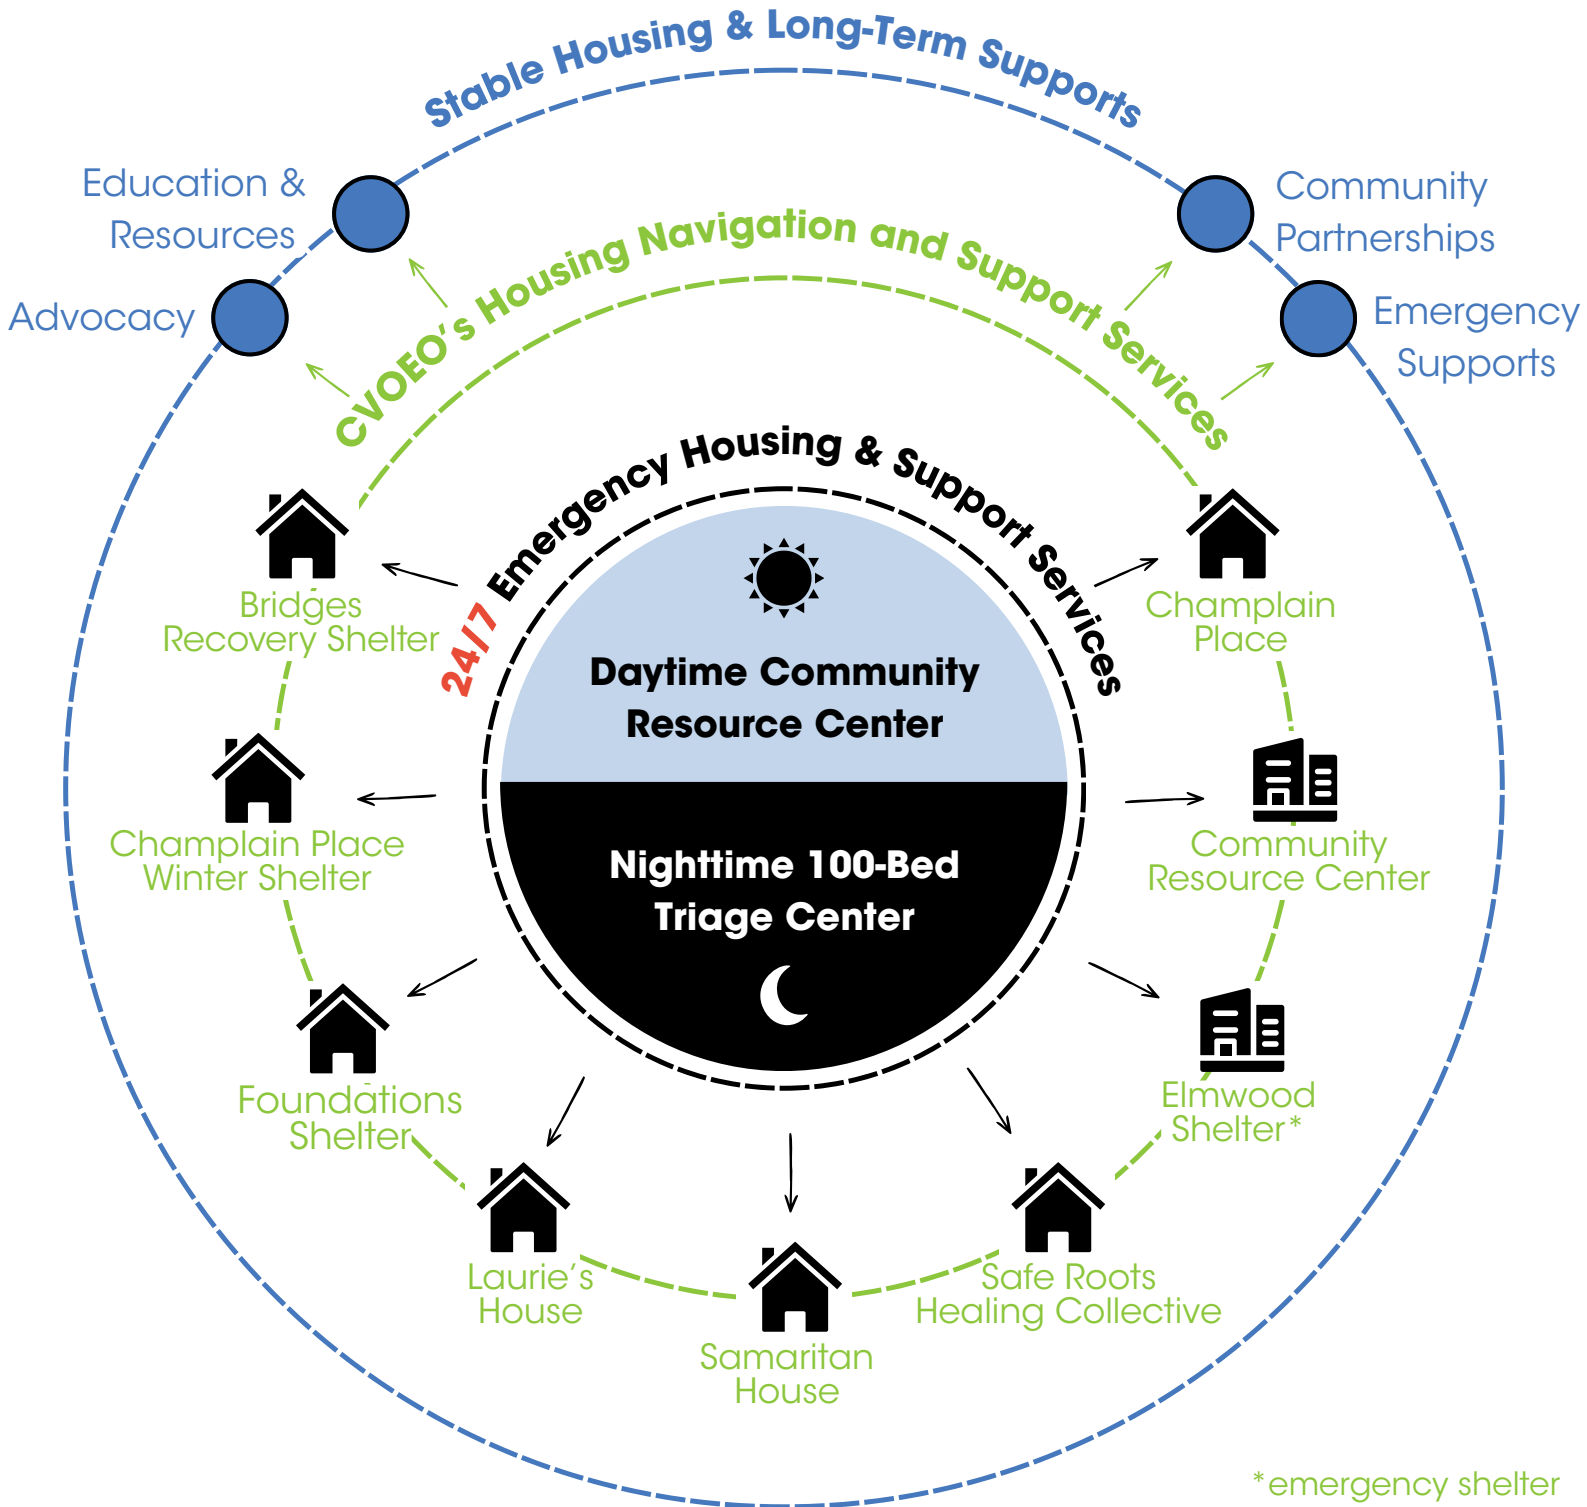 Stable Housing & Long-Term Supports
Education &
Resources
Advocacy
Community
Partnerships
Emergency
Supports
CVOEO's Housing Navigation and Support Services
24/7 Emergency Housing & Support Services
Daytime Community
Resource Center
Nighttime 100-Bed
Triage Center
Bridges
Recovery Shelter
Champlain Place
Winter Shelter
Foundations
Shelter
Laurie's
House
Samaritan
House
Safe Roots
Healing Collective
Elmwood
Shelter*
Community
Resource Center
Champlain
Place
*emergency shelter